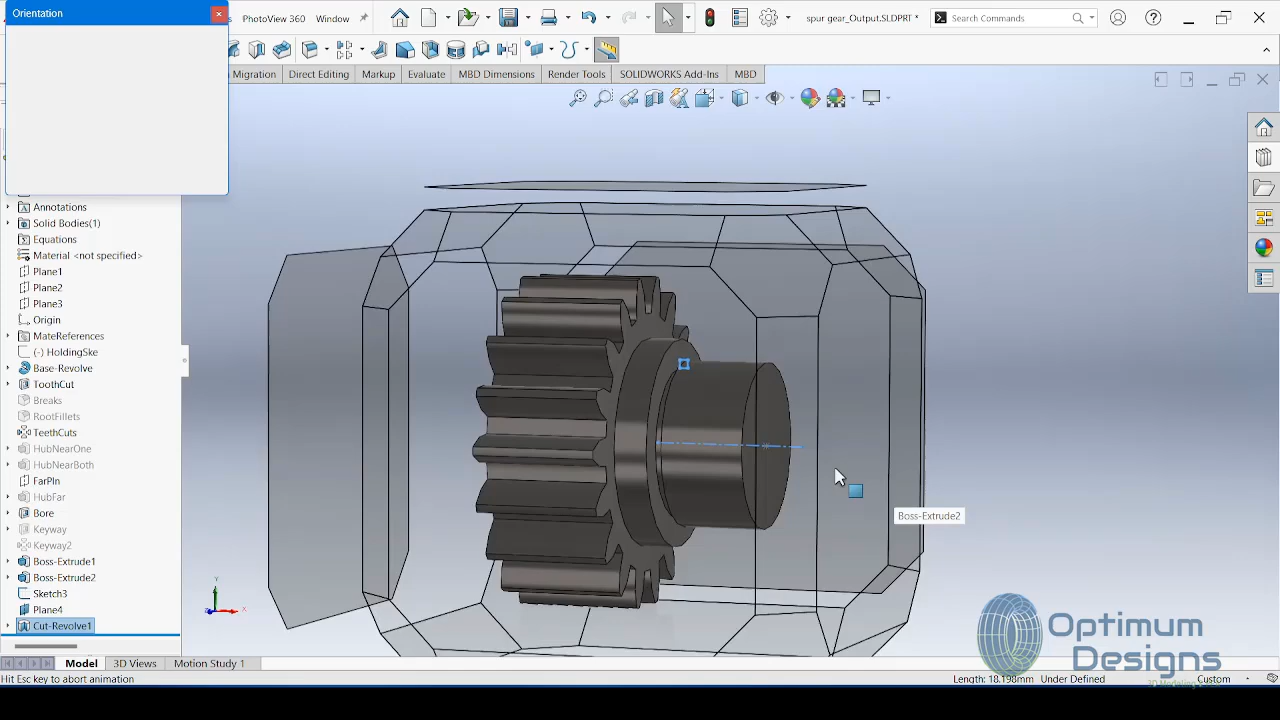 Orientation
PhotoView 360
Window
spur gear_Output.SLDPRT *
Search Commands
Migration
Direct Editing
Markup
Evaluate
MBD Dimensions
Render Tools
SOLIDWORKS Add-Ins
MBD
Annotations
Solid Bodies(1)
Equations
Material <not specified>
Plane1
Plane2
Plane3
Origin
MateReferences
(-) HoldingSke
Base-Revolve
ToothCut
Breaks
RootFillets
TeethCuts
HubNearOne
HubNearBoth
FarPln
HubFar
Bore
Keyway
Keyway2
Boss-Extrude1
Boss-Extrude2
Sketch3
Plane4
Cut-Revolve1
Boss-Extrude2
Y
X
Z
Optimum
Designs
Model
3D Views
Motion Study 1
Hit Esc key to abort animation
Length: 18.198mm
Under Defined
Custom